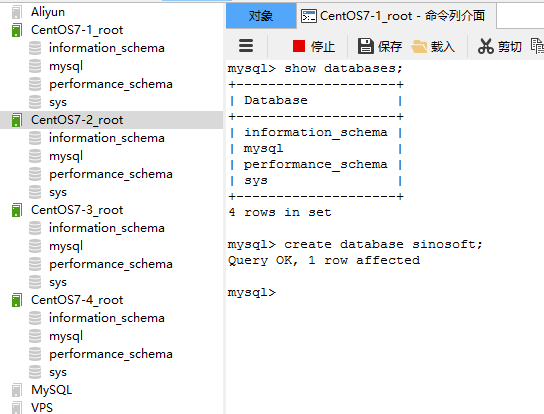 Aliyun
CentOS7-1_root
information_schema
mysql
performance_schema
sys
CentOS7-2_root
information_schema
mysql
performance_schema
sys
CentOS7-3_root
information_schema
mysql
performance_schema
sys
CentOS7-4_root
information_schema
mysql
performance_schema
sys
MySQL
VPS
对象 CentOS7-1_root - 命令列介面
停止 保存 载入 剪切
mysql> show databases;
+--------------------+
| Database           |
+--------------------+
| information_schema |
| mysql              |
| performance_schema |
| sys                |
+--------------------+
4 rows in set
mysql> create database sinosoft;
Query OK, 1 row affected
mysql>